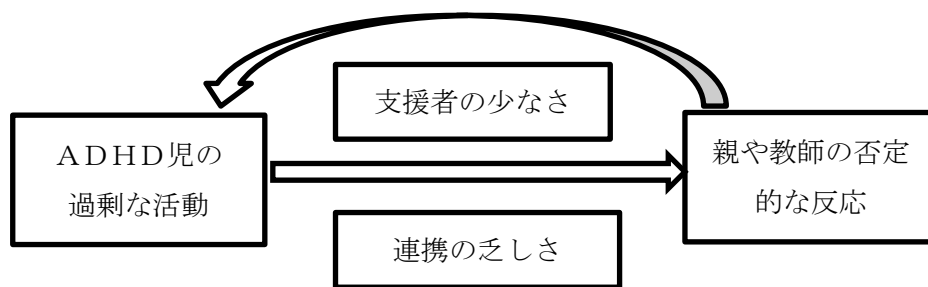 支援者の少なさ
ADHD児の
過剰な活動
親や教師の否定
的な反応
連携の乏しさ